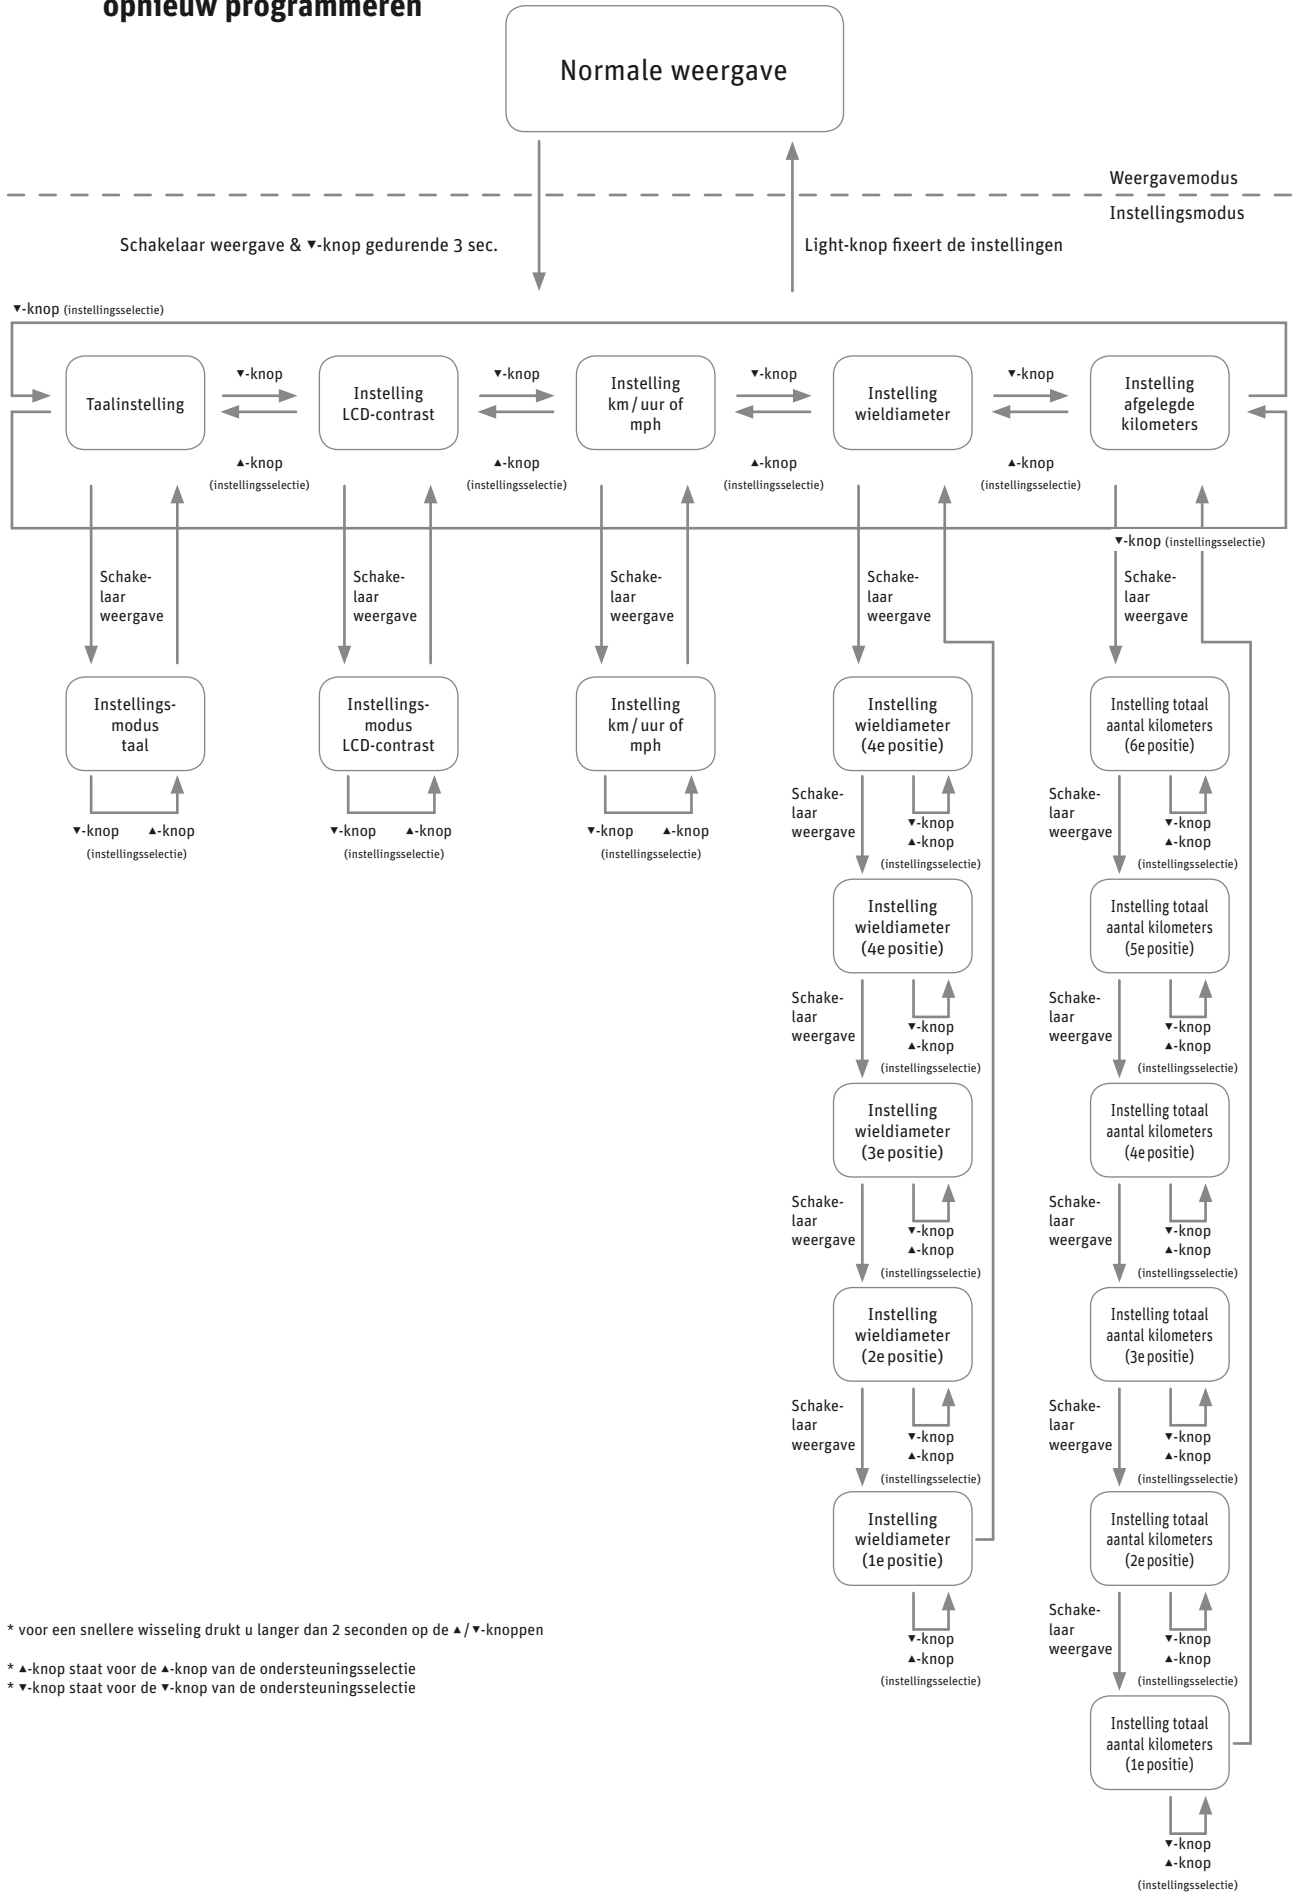 opnieuw programmeren
Normale weergave
Weergavemodus
Instellingsmodus
Schakelaar weergave & ▼-knop gedurende 3 sec.
Light-knop fixeert de instellingen
▼-knop (instellingsselectie)
Taalinstelling
▼-knop
▲-knop
(instellingsselectie)
Instelling
LCD-contrast
▼-knop
▲-knop
(instellingsselectie)
Instelling
km / uur of
mph
▼-knop
▲-knop
(instellingsselectie)
Instelling
wieldiameter
▼-knop
▲-knop
(instellingsselectie)
Instelling
afgelegde
kilometers
▼-knop (instellingsselectie)
Schake-
laar
weergave
Schake-
laar
weergave
Schake-
laar
weergave
Schake-
laar
weergave
Schake-
laar
weergave
Instellings-
modus
taal
▼-knop ▲-knop
(instellingsselectie)
Instellings-
modus
LCD-contrast
▼-knop ▲-knop
(instellingsselectie)
Instelling
km / uur of
mph
▼-knop ▲-knop
(instellingsselectie)
Instelling
wieldiameter
(4e positie)
Schake-
laar
weergave
▼-knop
▲-knop
(instellingsselectie)
Instelling
wieldiameter
(4e positie)
Schake-
laar
weergave
▼-knop
▲-knop
(instellingsselectie)
Instelling
wieldiameter
(3e positie)
Schake-
laar
weergave
▼-knop
▲-knop
(instellingsselectie)
Instelling
wieldiameter
(2e positie)
Schake-
laar
weergave
▼-knop
▲-knop
(instellingsselectie)
Instelling
wieldiameter
(1e positie)
▼-knop
▲-knop
(instellingsselectie)
Instelling totaal
aantal kilometers
(6e positie)
Schake-
laar
weergave
▼-knop
▲-knop
(instellingsselectie)
Instelling totaal
aantal kilometers
(5e positie)
Schake-
laar
weergave
▼-knop
▲-knop
(instellingsselectie)
Instelling totaal
aantal kilometers
(4e positie)
Schake-
laar
weergave
▼-knop
▲-knop
(instellingsselectie)
Instelling totaal
aantal kilometers
(3e positie)
Schake-
laar
weergave
▼-knop
▲-knop
(instellingsselectie)
Instelling totaal
aantal kilometers
(2e positie)
Schake-
laar
weergave
▼-knop
▲-knop
(instellingsselectie)
Instelling totaal
aantal kilometers
(1e positie)
▼-knop
▲-knop
(instellingsselectie)
* voor een snellere wisseling drukt u langer dan 2 seconden op de ▲ / ▼-knoppen
* ▲-knop staat voor de ▲-knop van de ondersteuningsselectie
* ▼-knop staat voor de ▼-knop van de ondersteuningsselectie